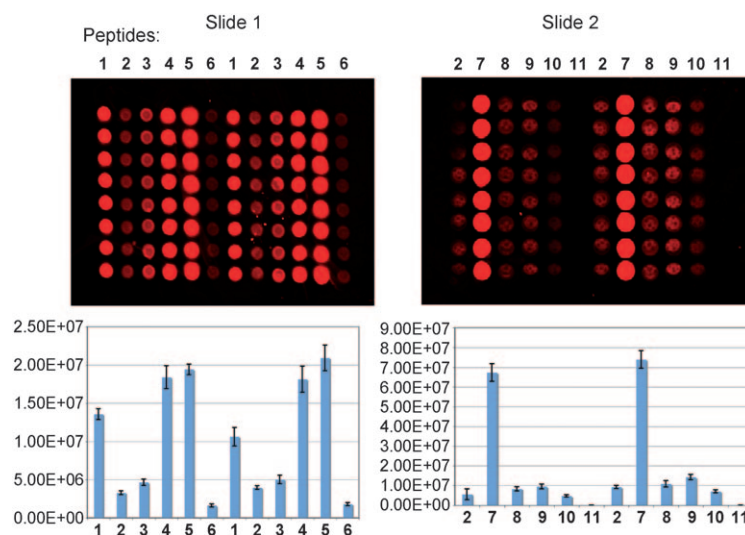 Slide 1
Peptides:
1 2 3 4 5 6 1 2 3 4 5 6
2.50E+07
2.00E+07
1.50E+07
1.00E+07
5.00E+06
0.00E+00
1 2 3 4 5 6 1 2 3 4 5 6
Slide 2
2 7 8 9 10 11 2 7 8 9 10 11
9.00E+07
8.00E+07
7.00E+07
6.00E+07
5.00E+07
4.00E+07
3.00E+07
2.00E+07
1.00E+07
0.00E+00
2 7 8 9 10 11 2 7 8 9 10 11